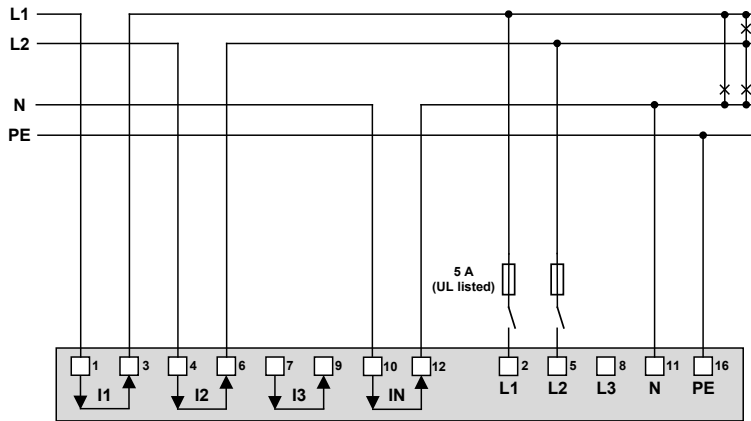 L1
L2
N
PE
5 A
(UL listed)
1 3 4 6 7 9 10 12 2 5 8 11 16
I1 I2 I3 IN L1 L2 L3 N PE